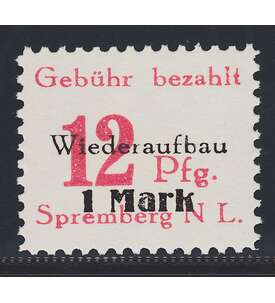 Gebühr bezahlt
Wiederaufbau
12 Pfg.
1 Mark
Spremberg N L.